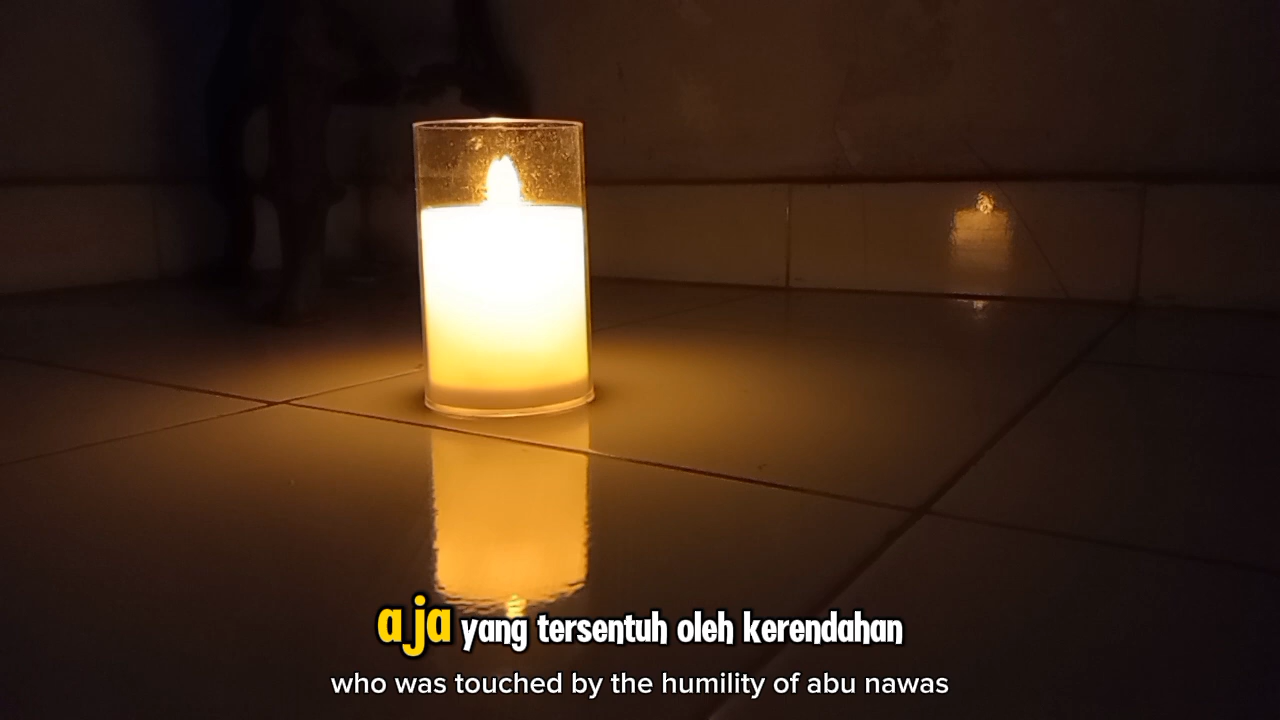 aja yang tersentuh oleh kerendahan
who was touched by the humility of abu nawas